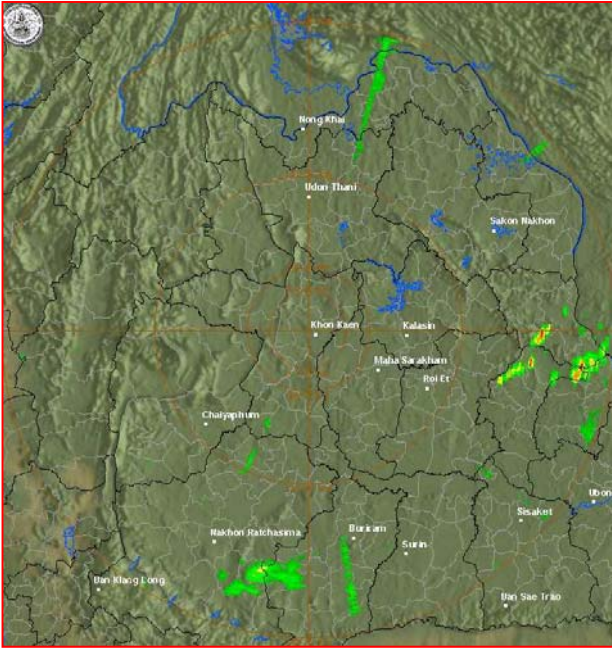 Nong Khai
Udon Thani
Sakon Nakhon
Khon Kaen
Kalasin
Maha Sarakham
Roi Et
Chaiyaphum
Ubon
Sisaket
Nakhon Ratchasima
Buriram
Surin
Ban Klang Long
Ban Sae Trao